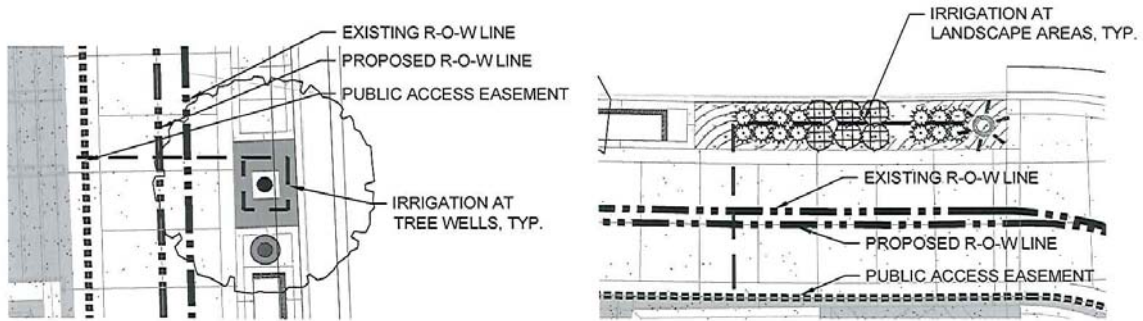 EXISTING R-O-W LINE
PROPOSED R-O-W LINE
PUBLIC ACCESS EASEMENT
IRRIGATION AT
TREE WELLS, TYP.
IRRIGATION AT
LANDSCAPE AREAS, TYP.
EXISTING R-O-W LINE
PROPOSED R-O-W LINE
PUBLIC ACCESS EASEMENT